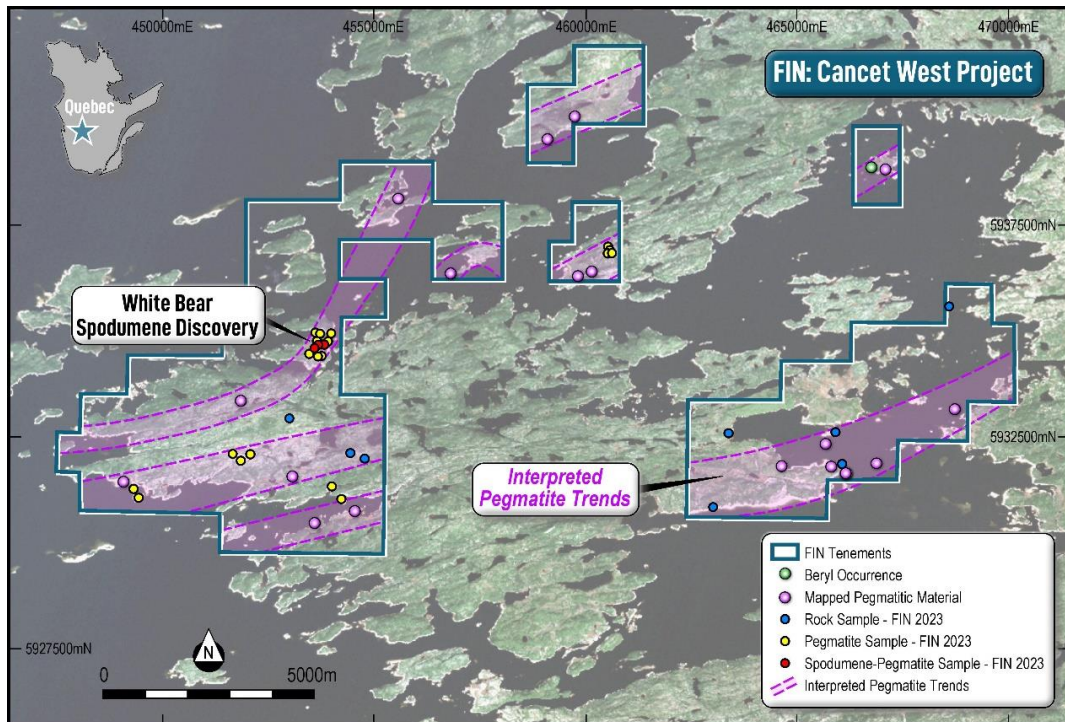 450000mE
455000mE
460000mE
465000mE
470000mE
FIN: Cancet West Project
Quebec
5937500mN
White Bear
Spodumene Discovery
5932500mN
Interpreted
Pegmatite Trends
FIN Tenements
Beryl Occurrence
Mapped Pegmatitic Material
Rock Sample - FIN 2023
Pegmatite Sample - FIN 2023
Spodumene-Pegmatite Sample - FIN 2023
Interpreted Pegmatite Trends
5927500mN
N
0
5000m